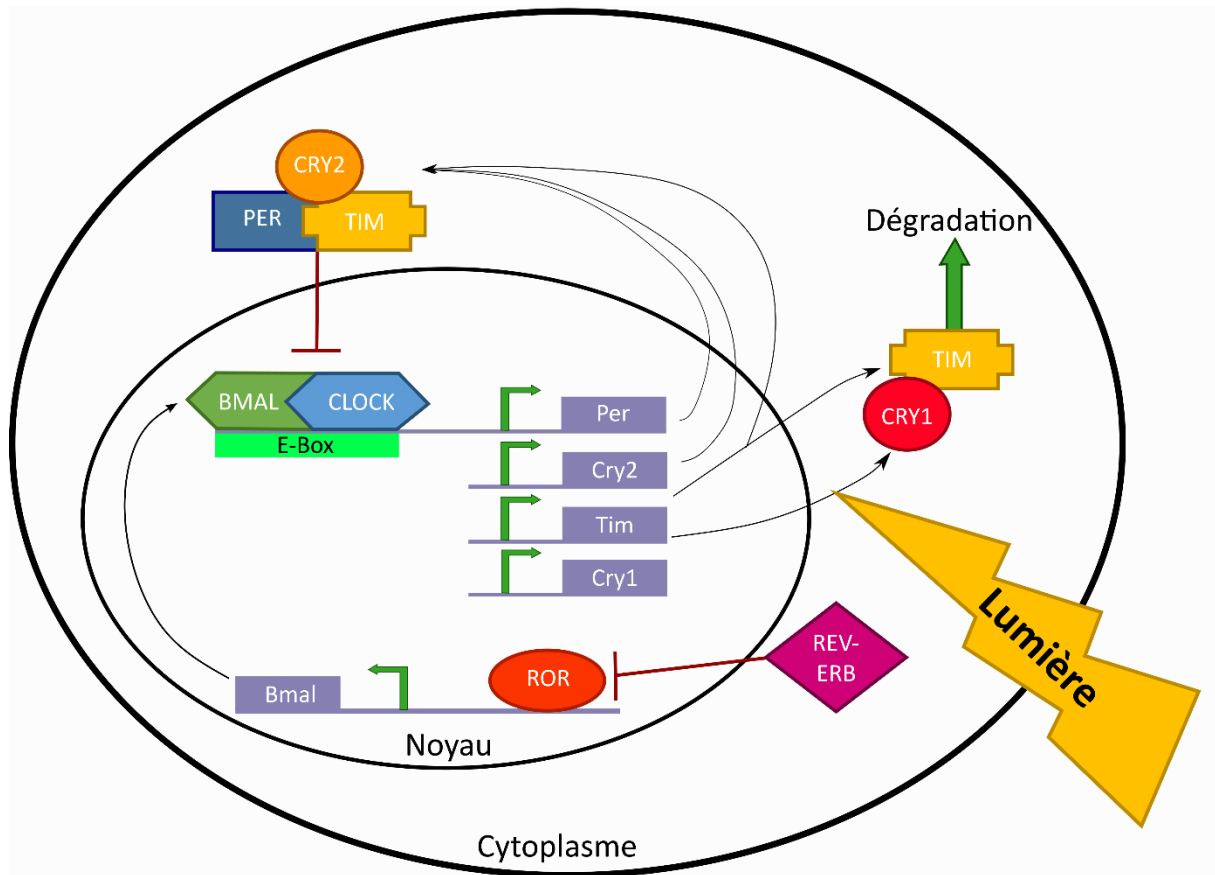 CRY2
PER
TIM
Dégradation
TIM
CRY1
BMAL
CLOCK
E-Box
Per
Cry2
Tim
Cry1
Lumière
REV-
ERB
ROR
Bmal
Noyau
Cytoplasme